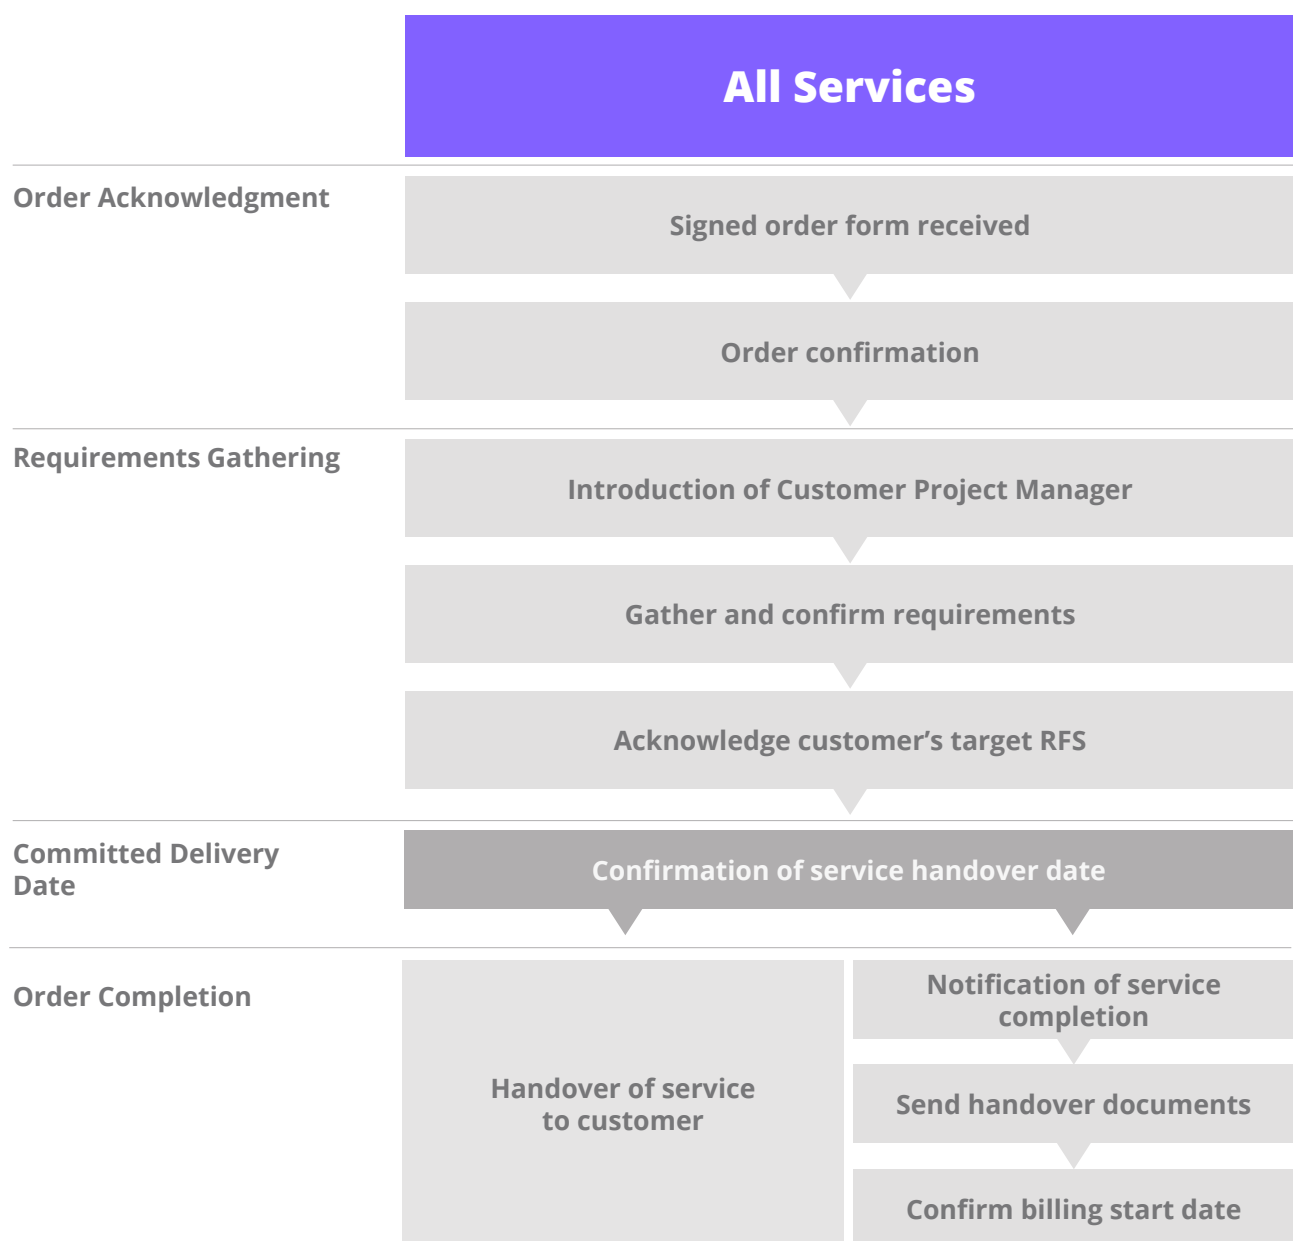 All Services
Order Acknowledgment
Signed order form received
Order confirmation
Requirements Gathering
Introduction of Customer Project Manager
Gather and confirm requirements
Acknowledge customer’s target RFS
Committed Delivery
Date
Confirmation of service handover date
Order Completion
Handover of service
to customer
Notification of service
completion
Send handover documents
Confirm billing start date